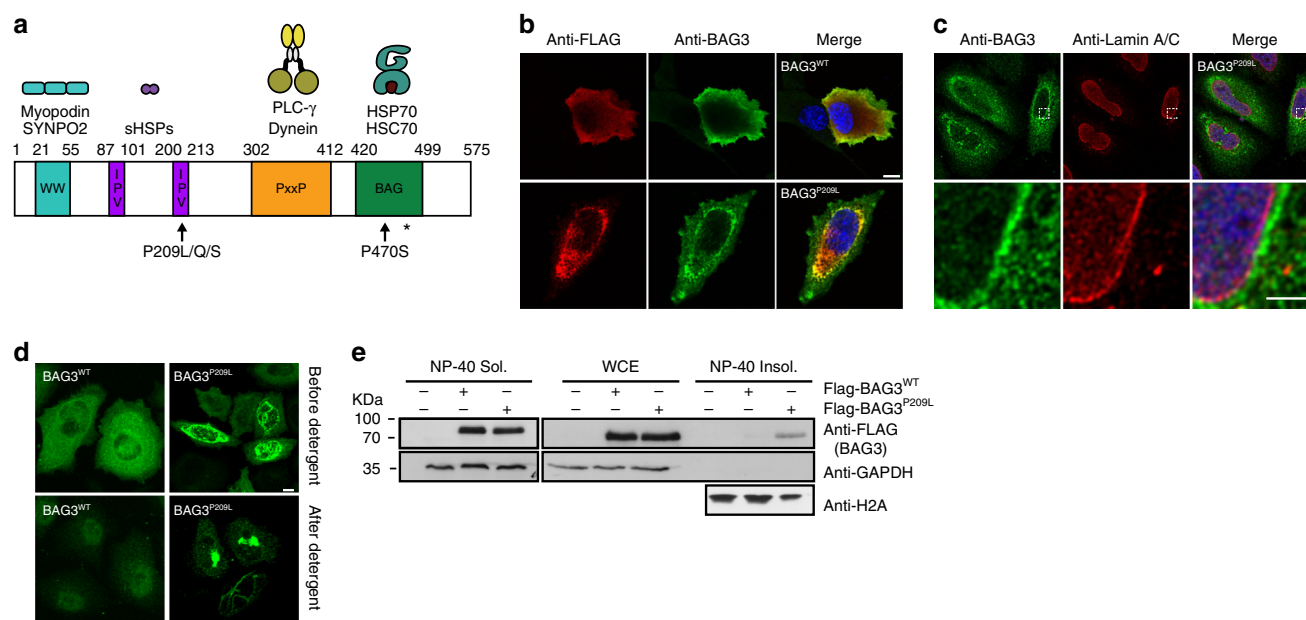 a
Myopodin
SYNPO2
sHSPs
PLC-γ
Dynein
HSP70
HSC70
1 21 55 87 101 200 213 302 412 420 499 575
WW
IPV
IPV
PxxP
BAG
*
P209L/Q/S
P470S
b
Anti-FLAG Anti-BAG3 Merge
BAG3WT
BAG3P209L
c
Anti-BAG3 Anti-Lamin A/C Merge
BAG3P209L
d
BAG3WT
BAG3P209L
Before detergent
BAG3WT
BAG3P209L
After detergent
e
NP-40 Sol. WCE NP-40 Insol.
– + – – + – – + – Flag-BAG3WT
KDa
– – + – – + – – + Flag-BAG3P209L
100 –
70 –
Anti-FLAG
(BAG3)
35 –
Anti-GAPDH
Anti-H2A